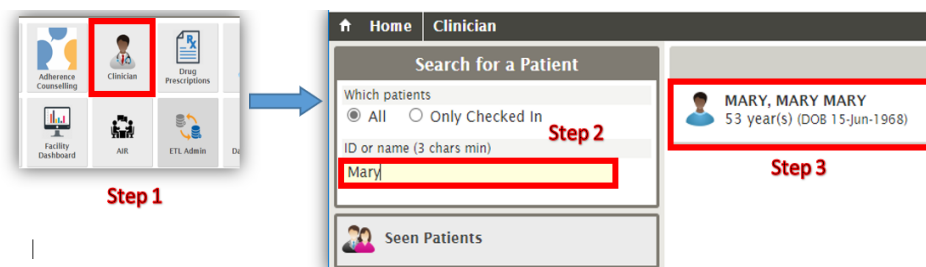 Adherence
Counselling
Clinician
Drug
Prescriptions
Facility
Dashboard
AIR
ETL Admin
Da
Step 1
Home
Clinician
Search for a Patient
Which patients
All
Only Checked In
Step 2
ID or name (3 chars min)
Mary
Seen Patients
MARY, MARY MARY
53 year(s) (DOB 15-Jun-1968)
Step 3